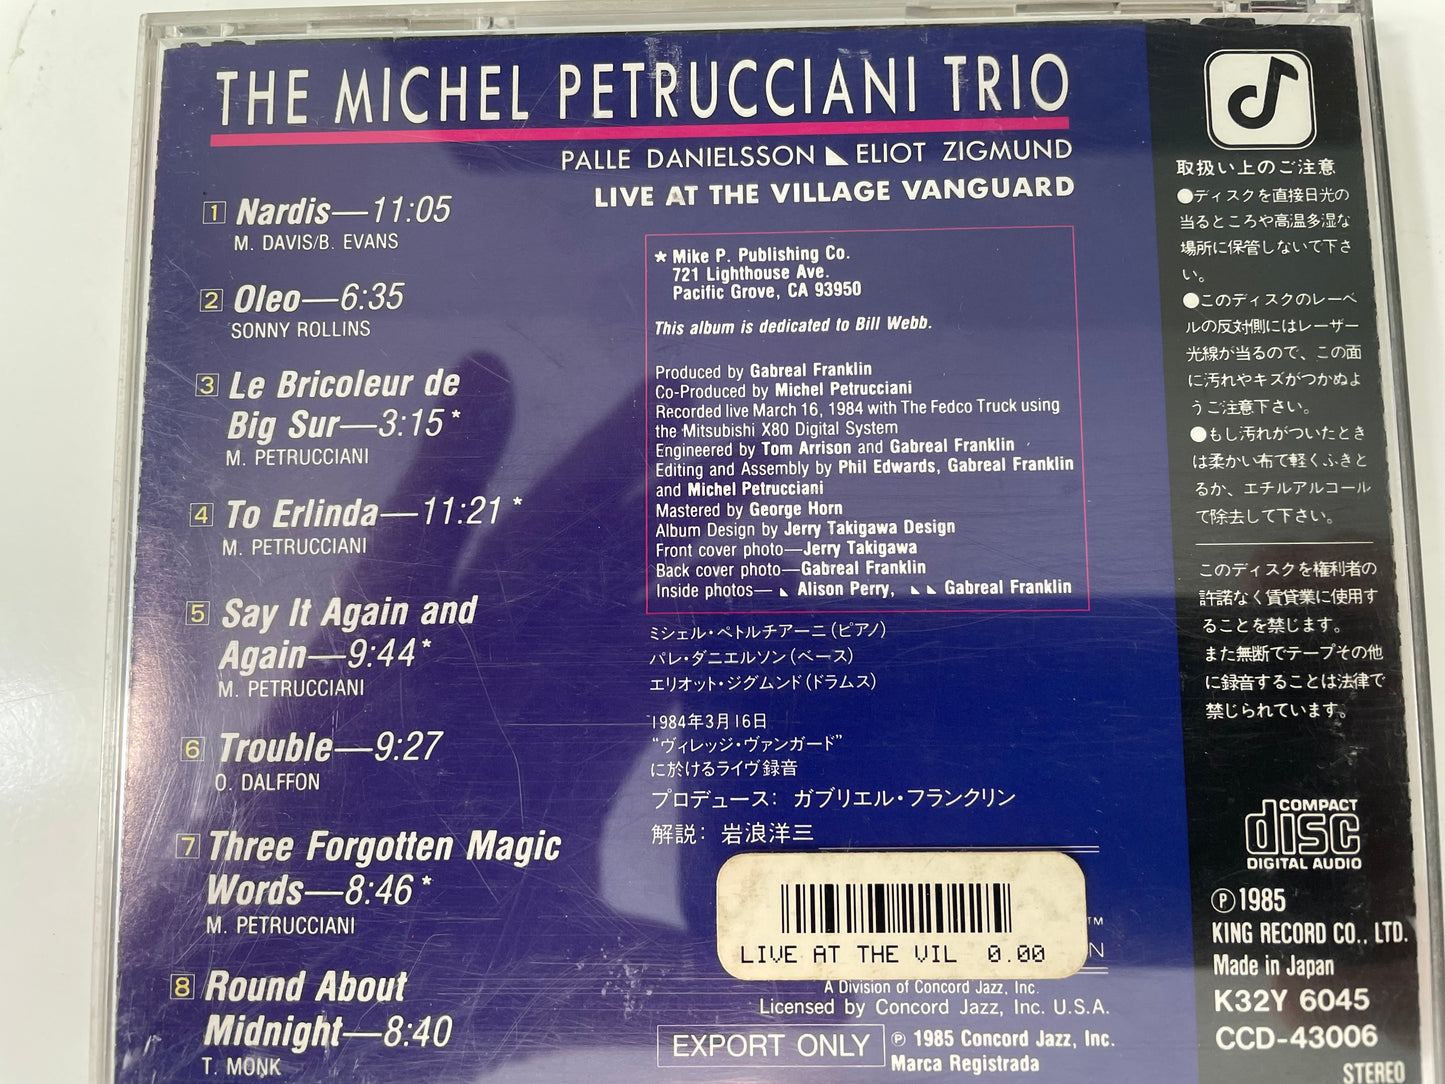 THE MICHEL PETRUCCIANI TRIO
PALLE DANIELSSON ELIOT ZIGMUND
LIVE AT THE VILLAGE VANGUARD
1 Nardis—11:05
M. DAVIS/B. EVANS
2 Oleo—6:35
SONNY ROLLINS
3 Le Bricoleur de
Big Sur—3:15*
M. PETRUCCIANI
4 To Erlinda—11:21*
M. PETRUCCIANI
5 Say It Again and
Again—9:44*
M. PETRUCCIANI
6 Trouble—9:27
O. DALFFON
7 Three Forgotten Magic
Words—8:46*
M. PETRUCCIANI
8 Round About
Midnight—8:40
T. MONK
* Mike P. Publishing Co.
721 Lighthouse Ave.
Pacific Grove, CA 93950
This album is dedicated to Bill Webb.
Produced by Gabreal Franklin
Co-Produced by Michel Petrucciani
Recorded live March 16, 1984 with The Fedco Truck using
the Mitsubishi X80 Digital System
Engineered by Tom Arrison and Gabreal Franklin
Editing and Assembly by Phil Edwards, Gabreal Franklin
and Michel Petrucciani
Mastered by George Horn
Album Design by Jerry Takigawa Design
Front cover photo—Jerry Takigawa
Back cover photo—Gabreal Franklin
Inside photos— Alison Perry, Gabreal Franklin
ミシェル・ペトルチアーニ(ピアノ)
パレ・ダニエルソン(ベース)
エリオット・ジグムンド(ドラムス)
1984年3月16日
“ヴィレッジ・ヴァンガード”
に於けるライヴ録音
プロデュース: ガブリエル・フランクリン
解説: 岩浪洋三
LIVE AT THE VIL 0.00
TM
N
A Division of Concord Jazz, Inc.
Licensed by Concord Jazz, Inc. U.S.A.
EXPORT ONLY
℗ 1985 Concord Jazz, Inc.
Marca Registrada
取扱い上のご注意
●ディスクを直接日光の
当るところや高温多湿な
場所に保管しないで下さ
い。
●このディスクのレーベ
ルの反対側にはレーザー
光線が当るので、この面
に汚れやキズがつかぬよ
うご注意下さい。
●もし汚れがついたとき
は柔かい布で軽くふきと
るか、エチルアルコール
で除去して下さい。
このディスクを権利者の
許諾なく賃貸業に使用す
ることを禁じます。
また無断でテープその他
に録音することは法律で
禁じられています。
COMPACT
disc
DIGITAL AUDIO
℗1985
KING RECORD CO., LTD.
Made in Japan
K32Y 6045
CCD-43006
STEREO